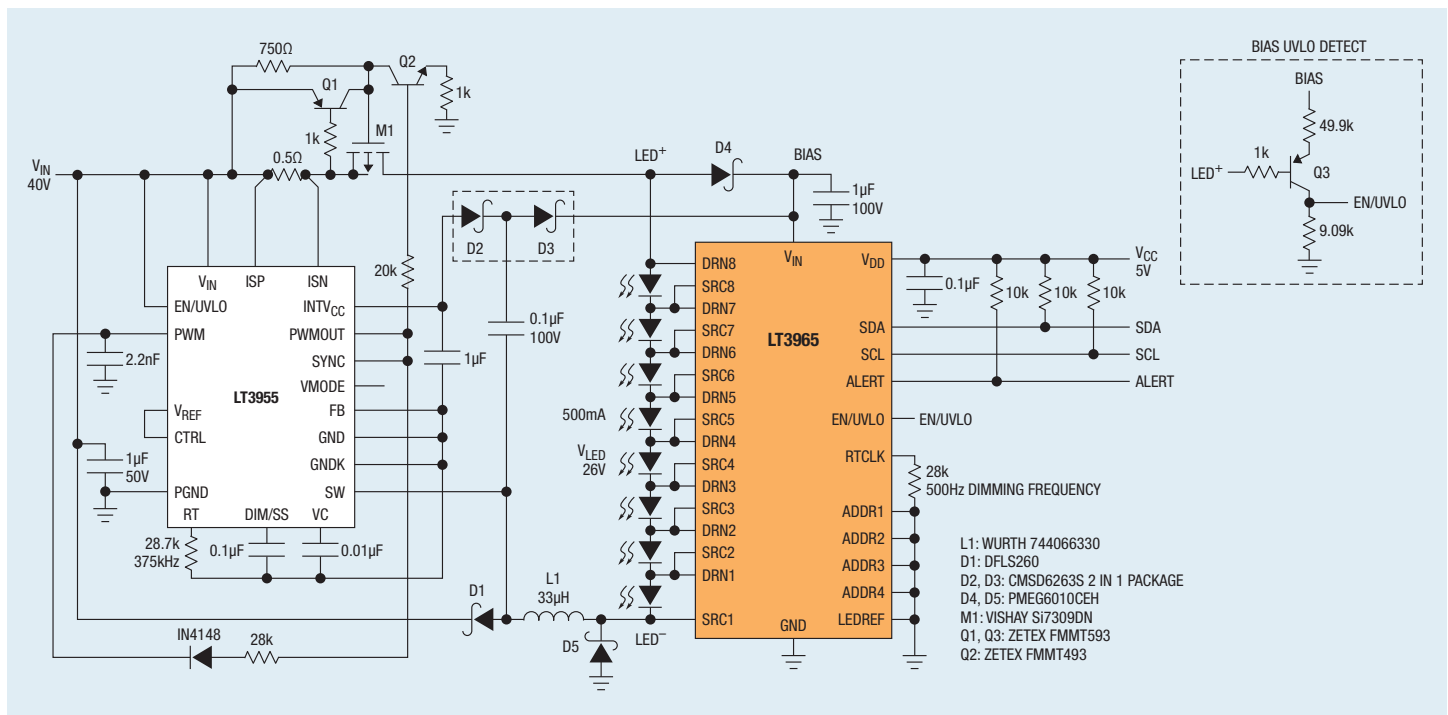 750Ω
Q2
Q1
1k
1k
M1
VIN
40V
0.5Ω
LED+
D4
BIAS
1µF
100V
D2
D3
20k
VIN
ISP
ISN
EN/UVLO
INTVCC
PWM
PWMOUT
SYNC
VMODE
LT3955
VREF
FB
CTRL
GND
GNDK
PGND
SW
RT
DIM/SS
VC
2.2nF
1µF
50V
1µF
0.1µF
100V
28.7k
375kHz
0.1µF
0.01µF
D1
L1
33µH
D5
LED–
IN4148
28k
500mA
VLED
26V
DRN8
SRC8
DRN7
SRC7
DRN6
SRC6
DRN5
SRC5
DRN4
SRC4
DRN3
SRC3
DRN2
SRC2
DRN1
SRC1
VIN
VDD
LT3965
SDA
SCL
ALERT
EN/UVLO
RTCLK
ADDR1
ADDR2
ADDR3
ADDR4
LEDREF
GND
0.1µF
10k
10k
10k
VCC
5V
SDA
SCL
ALERT
EN/UVLO
28k
500Hz DIMMING FREQUENCY
BIAS UVLO DETECT
BIAS
49.9k
LED+
1k
Q3
EN/UVLO
9.09k
L1: WURTH 744066330
D1: DFLS260
D2, D3: CMSD6263S 2 IN 1 PACKAGE
D4, D5: PMEG6010CEH
M1: VISHAY Si7309DN
Q1, Q3: ZETEX FMMT593
Q2: ZETEX FMMT493